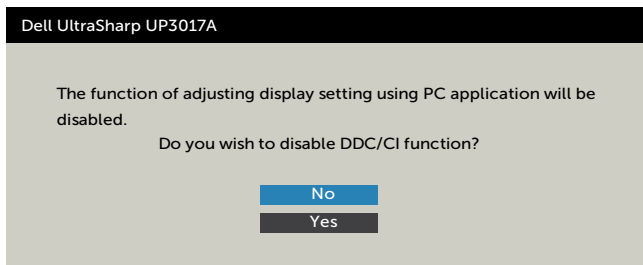 Dell UltraSharp UP3017A
The function of adjusting display setting using PC application will be
disabled.
Do you wish to disable DDC/CI function?
No
Yes